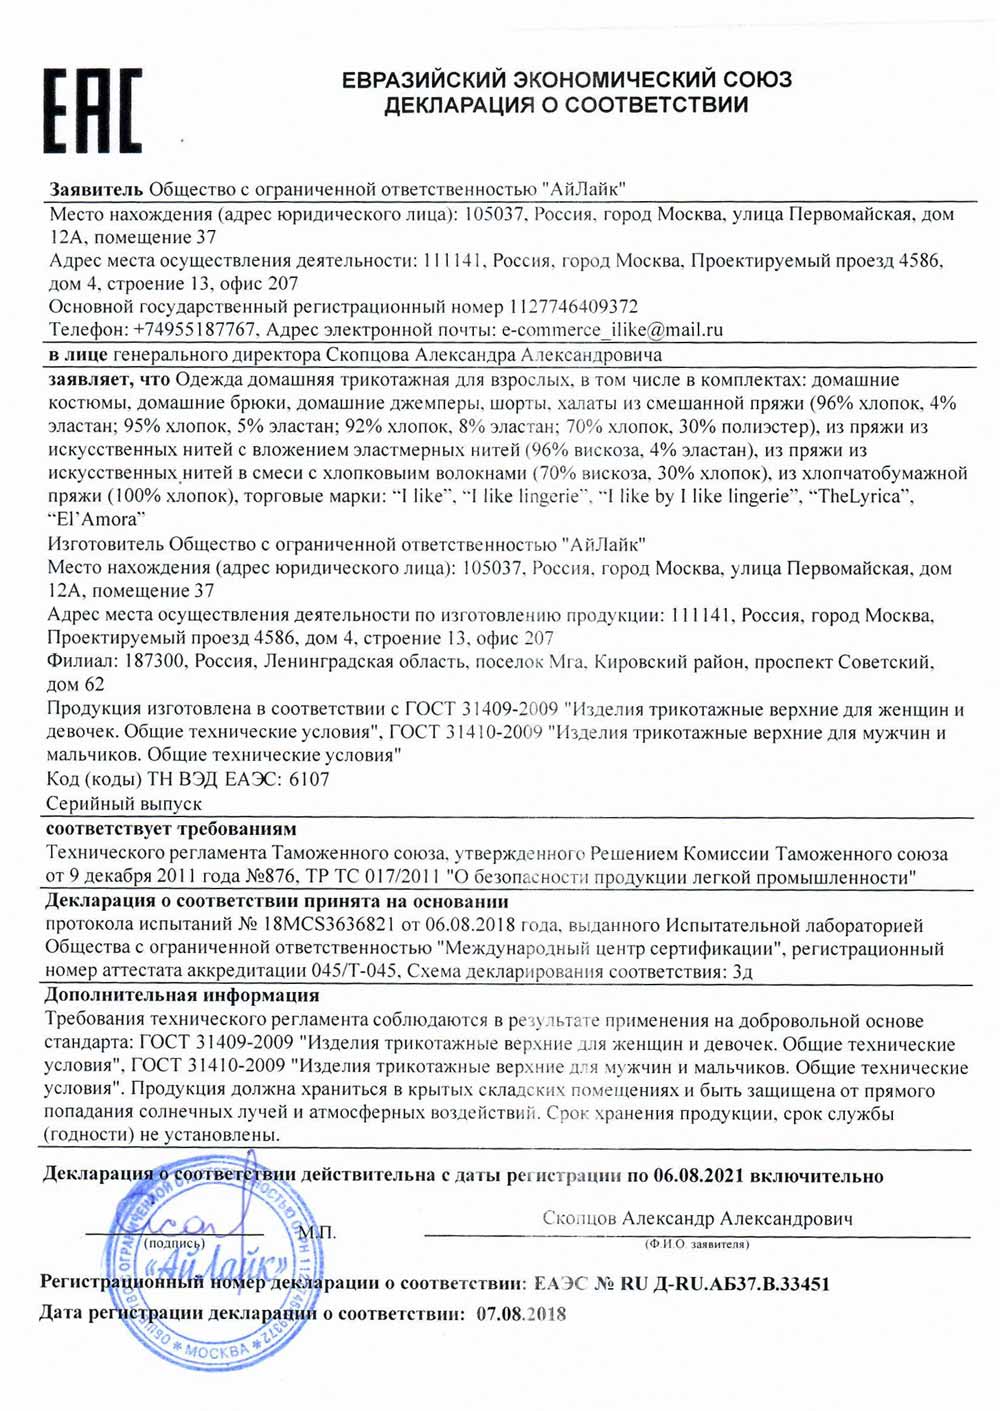 ЕАС
ЕВРАЗИЙСКИЙ ЭКОНОМИЧЕСКИЙ СОЮЗ
ДЕКЛАРАЦИЯ О СООТВЕТСТВИИ
Заявитель Общество с ограниченной ответственностью "АйЛайк"
Место нахождения (адрес юридического лица): 105037, Россия, город Москва, улица Первомайская, дом
12А, помещение 37
Адрес места осуществления деятельности: 111141, Россия, город Москва, Проектируемый проезд 4586,
дом 4, строение 13, офис 207
Основной государственный регистрационный номер 1127746409372
Телефон: +74955187767, Адрес электронной почты: e-commerce_ilike@mail.ru
в лице генерального директора Скопцова Александра Александровича
заявляет, что Одежда домашняя трикотажная для взрослых, в том числе в комплектах: домашние
костюмы, домашние брюки, домашние джемперы, шорты, халаты из смешанной пряжи (96% хлопок, 4%
эластан; 95% хлопок, 5% эластан; 92% хлопок, 8% эластан; 70% хлопок, 30% полиэстер), из пряжи из
искусственных нитей с вложением эластмерных нитей (96% вискоза, 4% эластан), из пряжи из
искусственных нитей в смеси с хлопковыим волокнами (70% вискоза, 30% хлопок), из хлопчатобумажной
пряжи (100% хлопок), торговые марки: “I like”, “I like lingerie”, “I like by I like lingerie”, “TheLyrica”,
“El’Amora”
Изготовитель Общество с ограниченной ответственностью "АйЛайк"
Место нахождения (адрес юридического лица): 105037, Россия, город Москва, улица Первомайская, дом
12А, помещение 37
Адрес места осуществления деятельности по изготовлению продукции: 111141, Россия, город Москва,
Проектируемый проезд 4586, дом 4, строение 13, офис 207
Филиал: 187300, Россия, Ленинградская область, поселок Мга, Кировский район, проспект Советский,
дом 62
Продукция изготовлена в соответствии с ГОСТ 31409-2009 "Изделия трикотажные верхние для женщин и
девочек. Общие технические условия", ГОСТ 31410-2009 "Изделия трикотажные верхние для мужчин и
мальчиков. Общие технические условия"
Код (коды) ТН ВЭД ЕАЭС: 6107
Серийный выпуск
соответствует требованиям
Технического регламента Таможенного союза, утвержденного Решением Комиссии Таможенного союза
от 9 декабря 2011 года №876, ТР ТС 017/2011 "О безопасности продукции легкой промышленности"
Декларация о соответствии принята на основании
протокола испытаний № 18MCS3636821 от 06.08.2018 года, выданного Испытательной лабораторией
Общества с ограниченной ответственностью "Международный центр сертификации", регистрационный
номер аттестата аккредитации 045/Т-045, Схема декларирования соответствия: 3д
Дополнительная информация
Требования технического регламента соблюдаются в результате применения на добровольной основе
стандарта: ГОСТ 31409-2009 "Изделия трикотажные верхние для женщин и девочек. Общие технические
условия", ГОСТ 31410-2009 "Изделия трикотажные верхние для мужчин и мальчиков. Общие технические
условия". Продукция должна храниться в крытых складских помещениях и быть защищена от прямого
попадания солнечных лучей и атмосферных воздействий. Срок хранения продукции, срок службы
(годности) не установлены.
Декларация о соответствии действительна с даты регистрации по 06.08.2021 включительно
Скопцов Александр Александрович
М.П.
(подпись)
(Ф.И.О. заявителя)
ОБЩЕСТВО С ОГРАНИЧЕННОЙ ОТВЕТСТВЕННОСТЬЮ ОГРН 1127746409372
«АйЛайк»
* МОСКВА *
Регистрационный номер декларации о соответствии: ЕАЭС № RU Д-RU.АБ37.В.33451
Дата регистрации декларации о соответствии: 07.08.2018